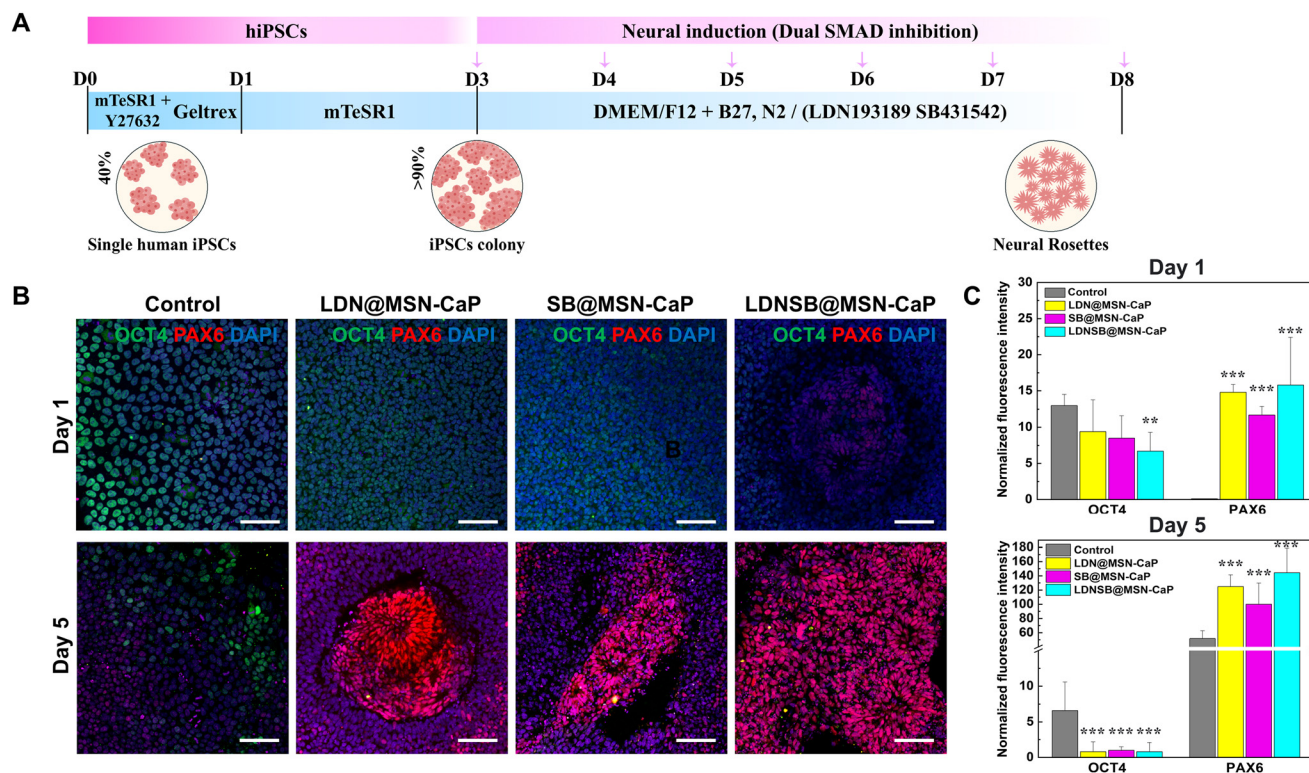 A
hiPSCs
Neural induction (Dual SMAD inhibition)
D0 D1 D3 D4 D5 D6 D7 D8
mTeSR1 +
Y27632
Geltrex
mTeSR1
DMEM/F12 + B27, N2 / (LDN193189 SB431542)
40%
>90%
Single human iPSCs
iPSCs colony
Neural Rosettes
B
Control
LDN@MSN-CaP
SB@MSN-CaP
LDNSB@MSN-CaP
OCT4 PAX6 DAPI
OCT4 PAX6 DAPI
OCT4 PAX6 DAPI
OCT4 PAX6 DAPI
Day 1
B
Day 5
C
Day 1
Normalized fluorescence intensity
30
25
20
15
10
5
0
Control
LDN@MSN-CaP
SB@MSN-CaP
LDNSB@MSN-CaP
**
***
***
***
OCT4
PAX6
Day 5
Normalized fluorescence intensity
180
160
140
120
100
80
60
10
5
0
Control
LDN@MSN-CaP
SB@MSN-CaP
LDNSB@MSN-CaP
*** *** ***
***
***
***
OCT4
PAX6